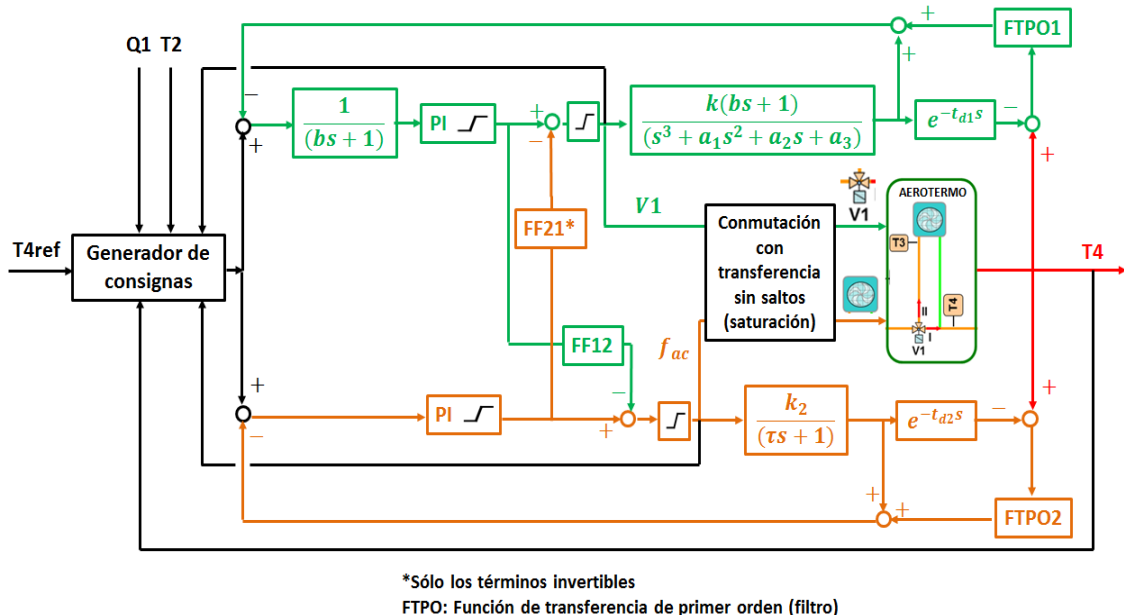 Q1 T2
FTPO1
1
(bs + 1)
PI
k(bs + 1)
(s³ + a₁s² + a₂s + a₃)
e^{-t_{d1}s}
V1
V1
AEROTERMO
T3
II
T4
I
V1
FF21*
T4ref
Generador de
consignas
Conmutación
con
transferencia
sin saltos
(saturación)
T4
FF12
f_{ac}
PI
k₂
(τs + 1)
e^{-t_{d2}s}
FTPO2
*Sólo los términos invertibles
FTPO: Función de transferencia de primer orden (filtro)